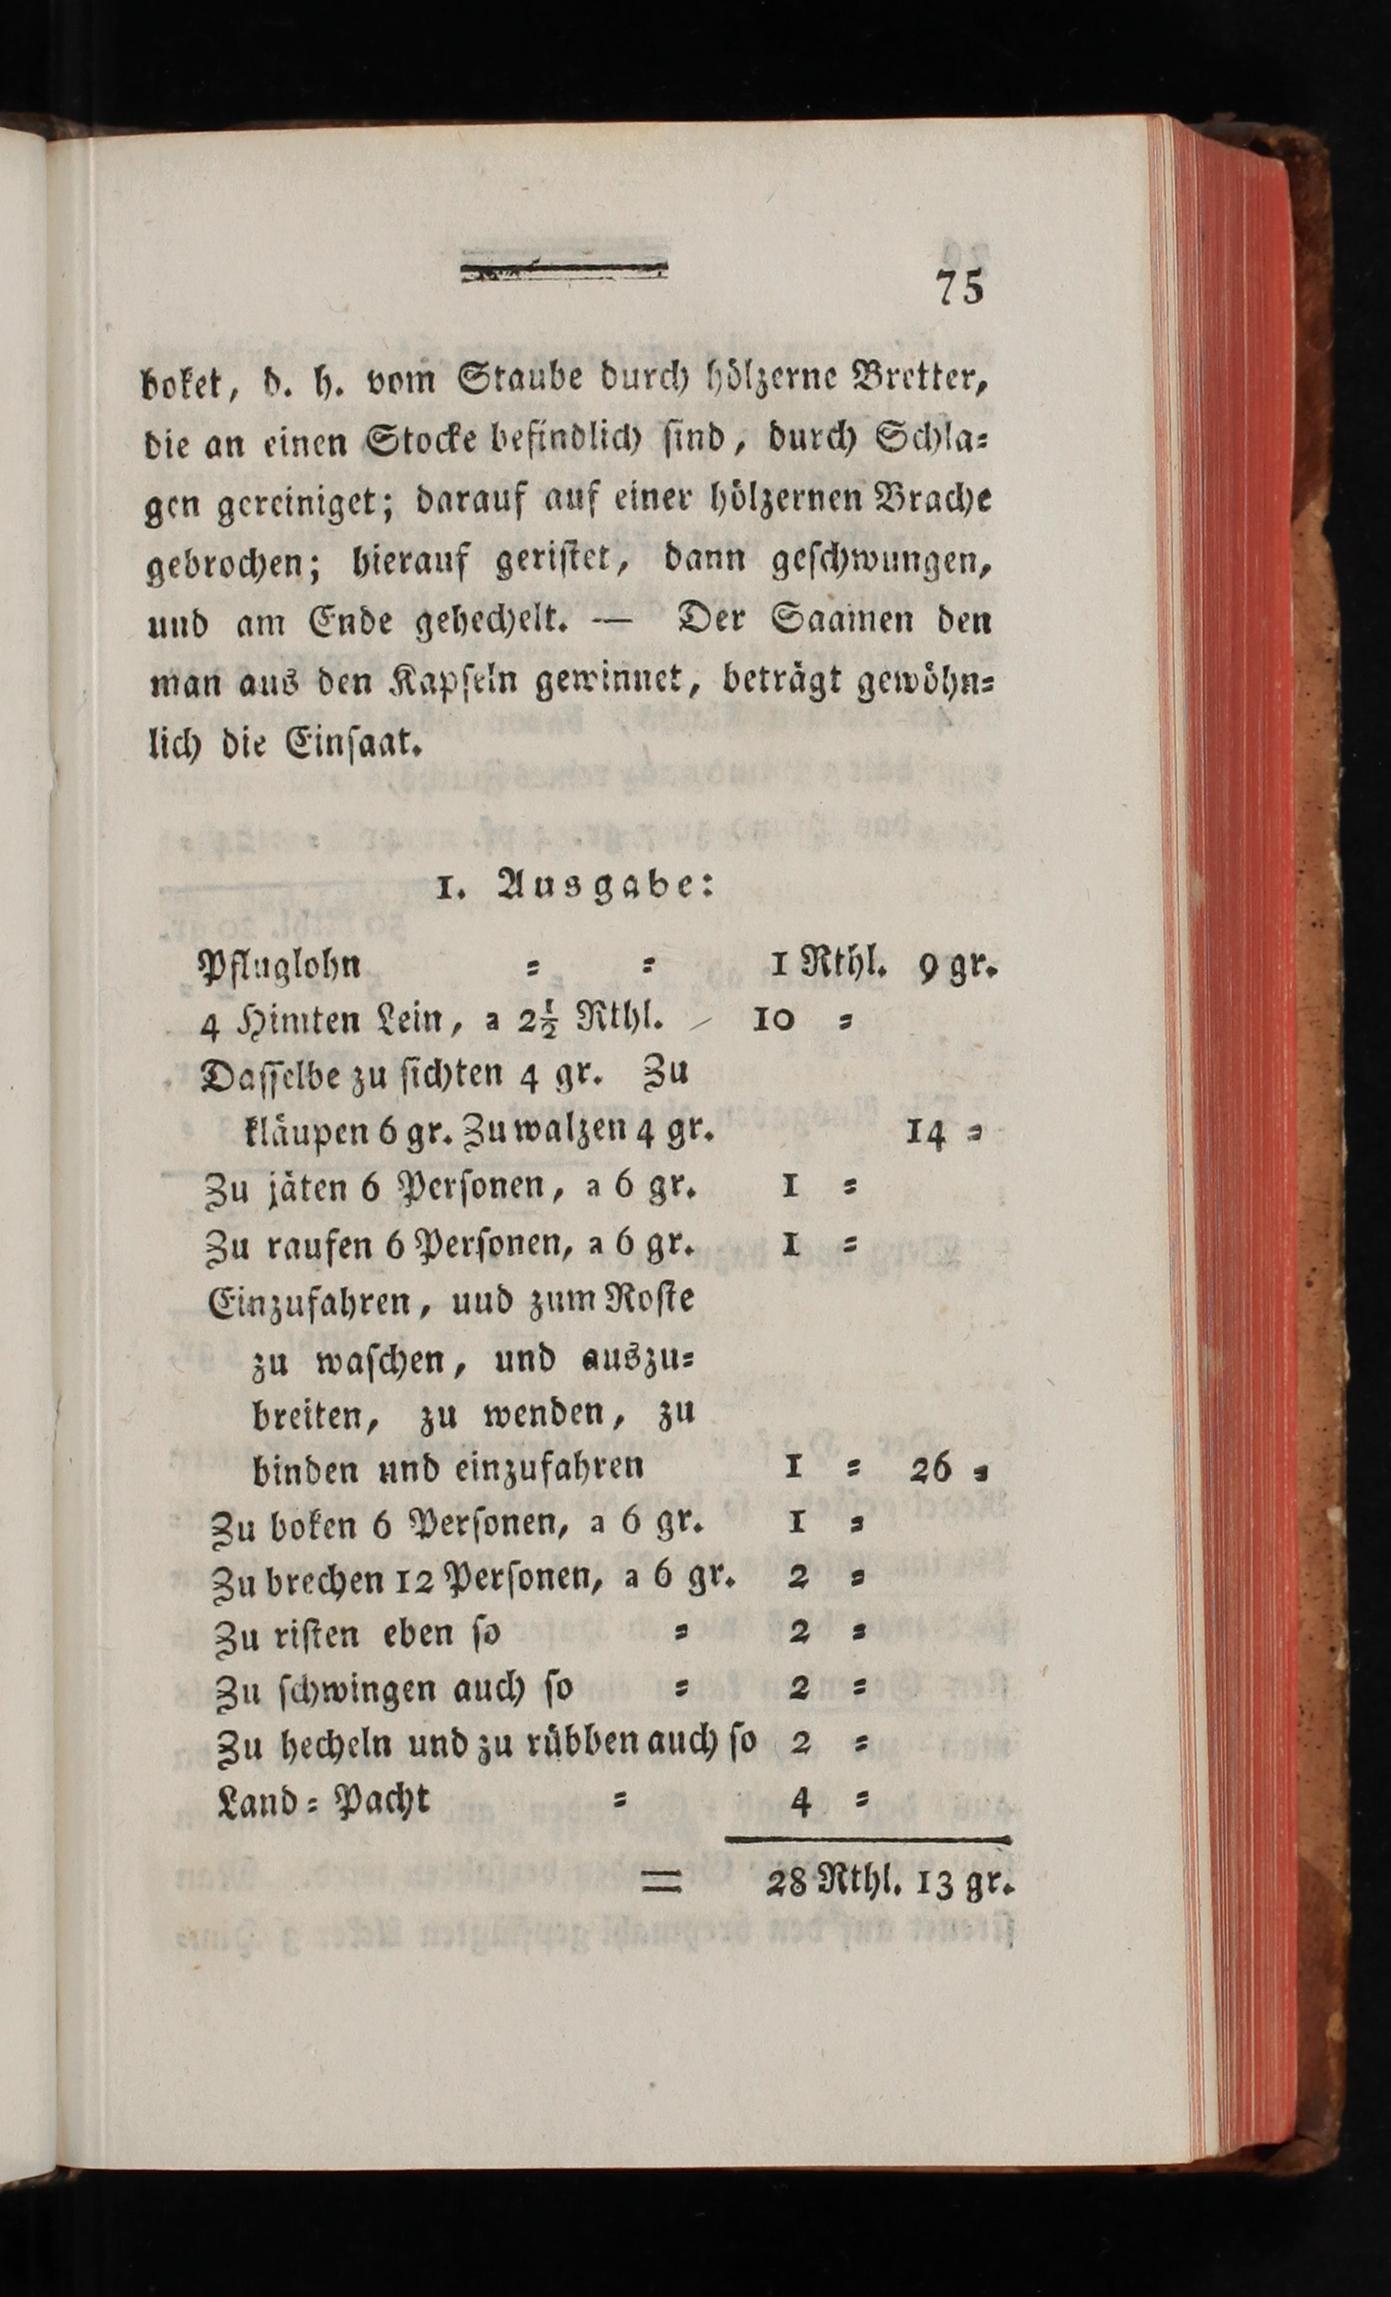 75
boket, d. h. vom Staube durch hölzerne Bretter,
die an einen Stocke befindlich ſind, durch Schla⸗
gen gereiniget; darauf auf einer hölzernen Brache
gebrochen; hierauf geriſtet, dann geſchwungen,
und am Ende gehechelt. — Der Saamen den
man aus den Kapſeln gewinnet, beträgt gewöhn⸗
lich die Einſaat.
1. Ausgabe:
Pfluglohn ⸗ ⸗ 1 Rthl. 9 gr.
4 Himten Lein, a 2½ Rthl. 10 ⸗
Daſſelbe zu ſichten 4 gr. Zu
kläupen 6 gr. Zu walzen 4 gr. 14 ⸗
Zu jäten 6 Perſonen, a 6 gr. 1 ⸗
Zu raufen 6 Perſonen, a 6 gr. 1 ⸗
Einzufahren, uud zum Roſte
zu waſchen, und auszu⸗
breiten, zu wenden, zu
binden und einzufahren 1 ⸗ 26 ⸗
Zu boken 6 Perſonen, a 6 gr. 1 ⸗
Zu brechen 12 Perſonen, a 6 gr. 2 ⸗
Zu riſten eben ſo ⸗ 2 ⸗
Zu ſchwingen auch ſo ⸗ 2 ⸗
Zu hecheln und zu rübben auch ſo 2 ⸗
Land⸗Pacht ⸗ 4 ⸗
= 28 Rthl. 13 gr.